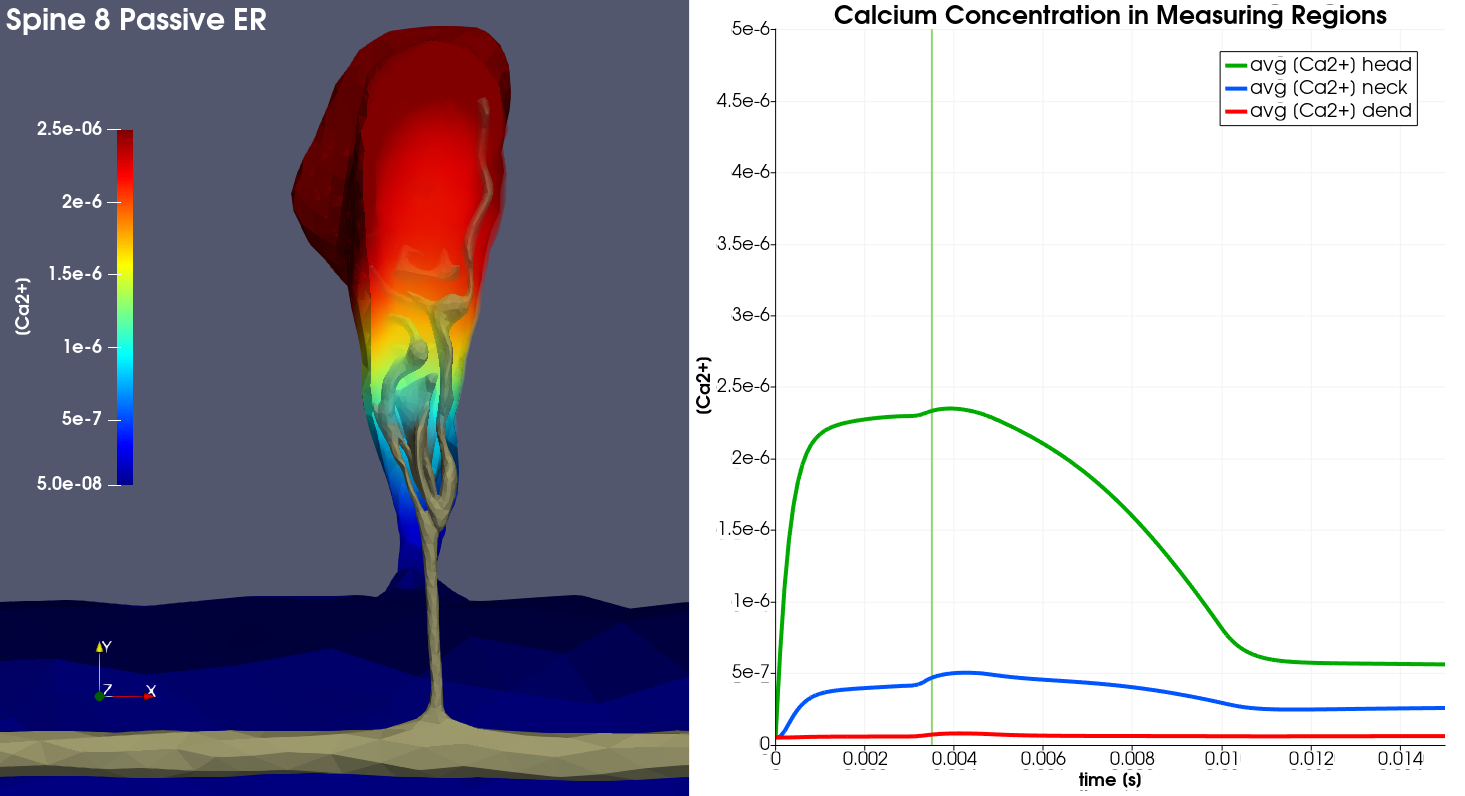 Spine 8 Passive ER
2.5e-06
2e-6
1.5e-6
1e-6
5e-7
5.0e-08
(Ca2+)
Y
Z
X
Calcium Concentration in Measuring Regions
avg (Ca2+) head
avg (Ca2+) neck
avg (Ca2+) dend
5e-6
4.5e-6
4e-6
3.5e-6
3e-6
2.5e-6
2e-6
1.5e-6
1e-6
5e-7
0
(Ca2+)
0 0.002 0.004 0.006 0.008 0.01 0.012 0.014
time (s)